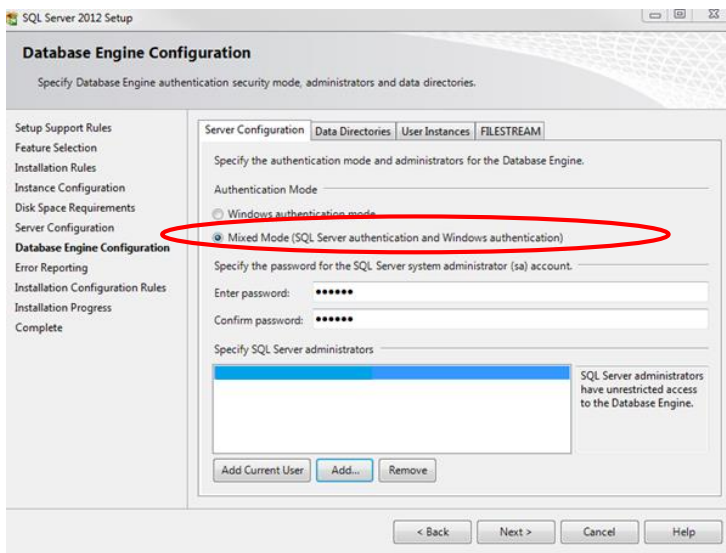 SQL Server 2012 Setup
Database Engine Configuration
Specify Database Engine authentication security mode, administrators and data directories.
Setup Support Rules
Feature Selection
Installation Rules
Instance Configuration
Disk Space Requirements
Server Configuration
Database Engine Configuration
Error Reporting
Installation Configuration Rules
Installation Progress
Complete
Server Configuration Data Directories User Instances FILESTREAM
Specify the authentication mode and administrators for the Database Engine.
Authentication Mode
Windows authentication mode
Mixed Mode (SQL Server authentication and Windows authentication)
Specify the password for the SQL Server system administrator (sa) account.
Enter password: ●●●●●●
Confirm password: ●●●●●●
Specify SQL Server administrators
SQL Server administrators
have unrestricted access
to the Database Engine.
Add Current User Add... Remove
< Back Next > Cancel Help